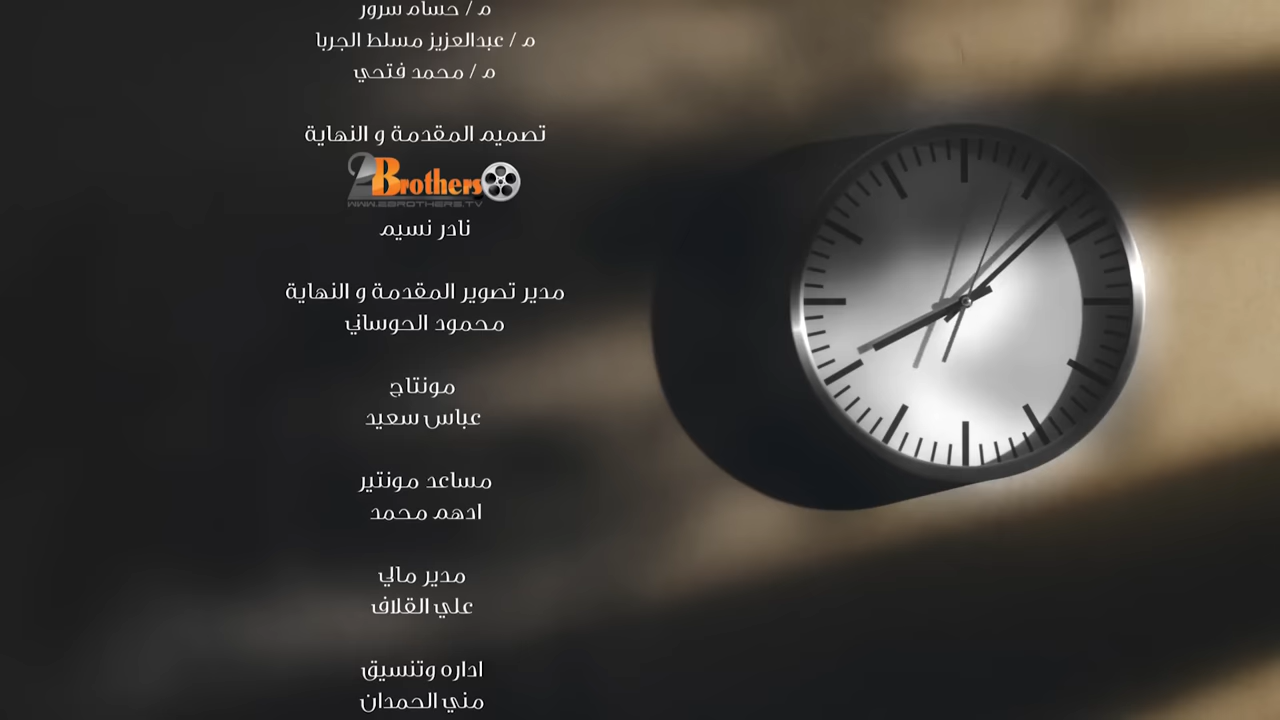 م / حسام سرور
م / عبدالعزيز مسلط الجربا
م / محمد فتحي
تصميم المقدمة و النهاية
2Brothers
WWW.2BROTHERS.TV
نادر نسيم
مدير تصوير المقدمة و النهاية
محمود الحوساني
مونتاج
عباس سعيد
مساعد مونتير
ادهم محمد
مدير مالي
علي القلاف
اداره وتنسيق
مني الحمدان